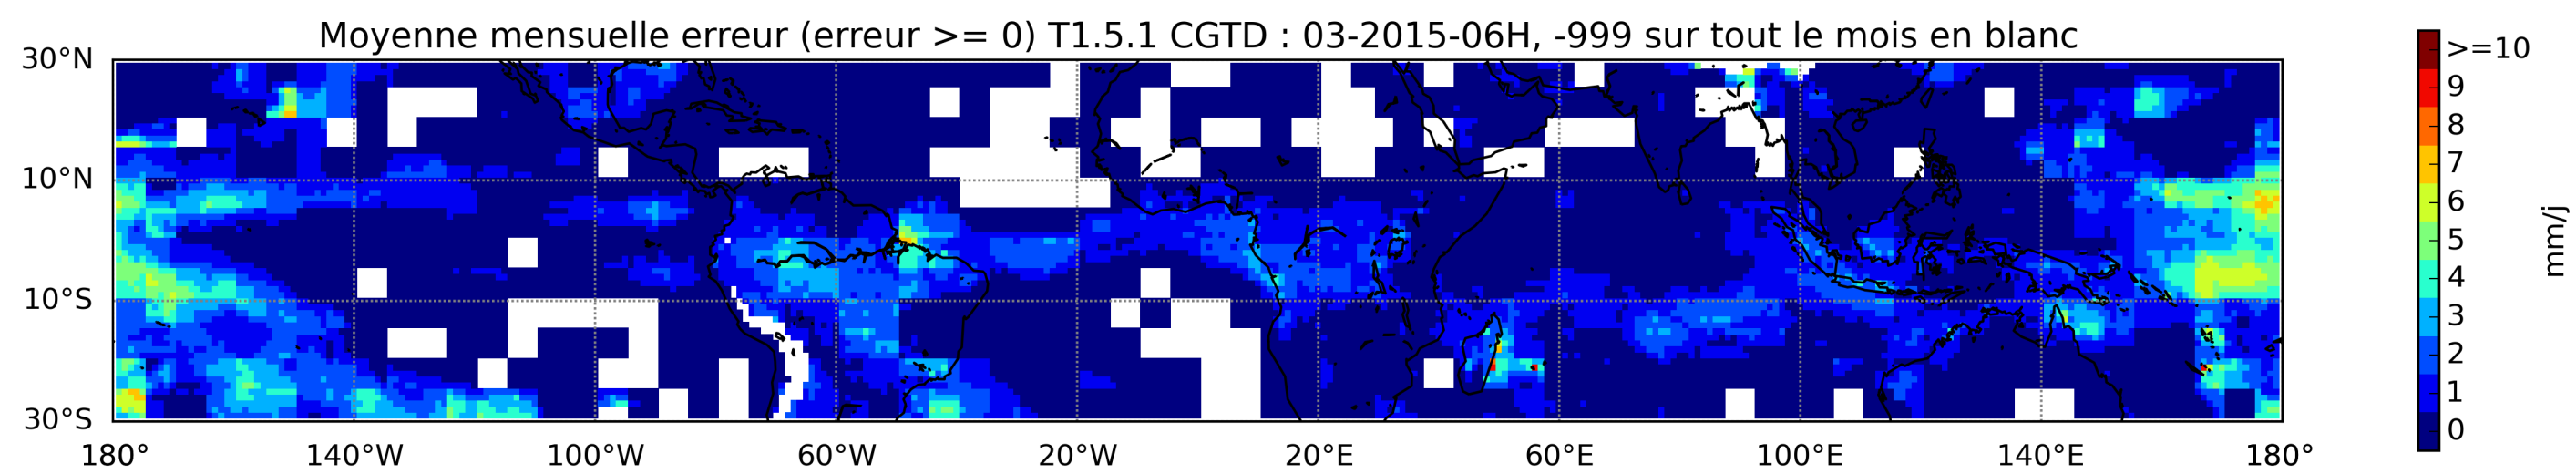 Moyenne mensuelle erreur (erreur >= 0) T1.5.1 CGTD : 03-2015-06H, -999 sur tout le mois en blanc
30°N
10°N
10°S
30°S
180° 140°W 100°W 60°W 20°W 20°E 60°E 100°E 140°E 180°
>=10
9
8
7
6
5
4
3
2
1
0
mm/j